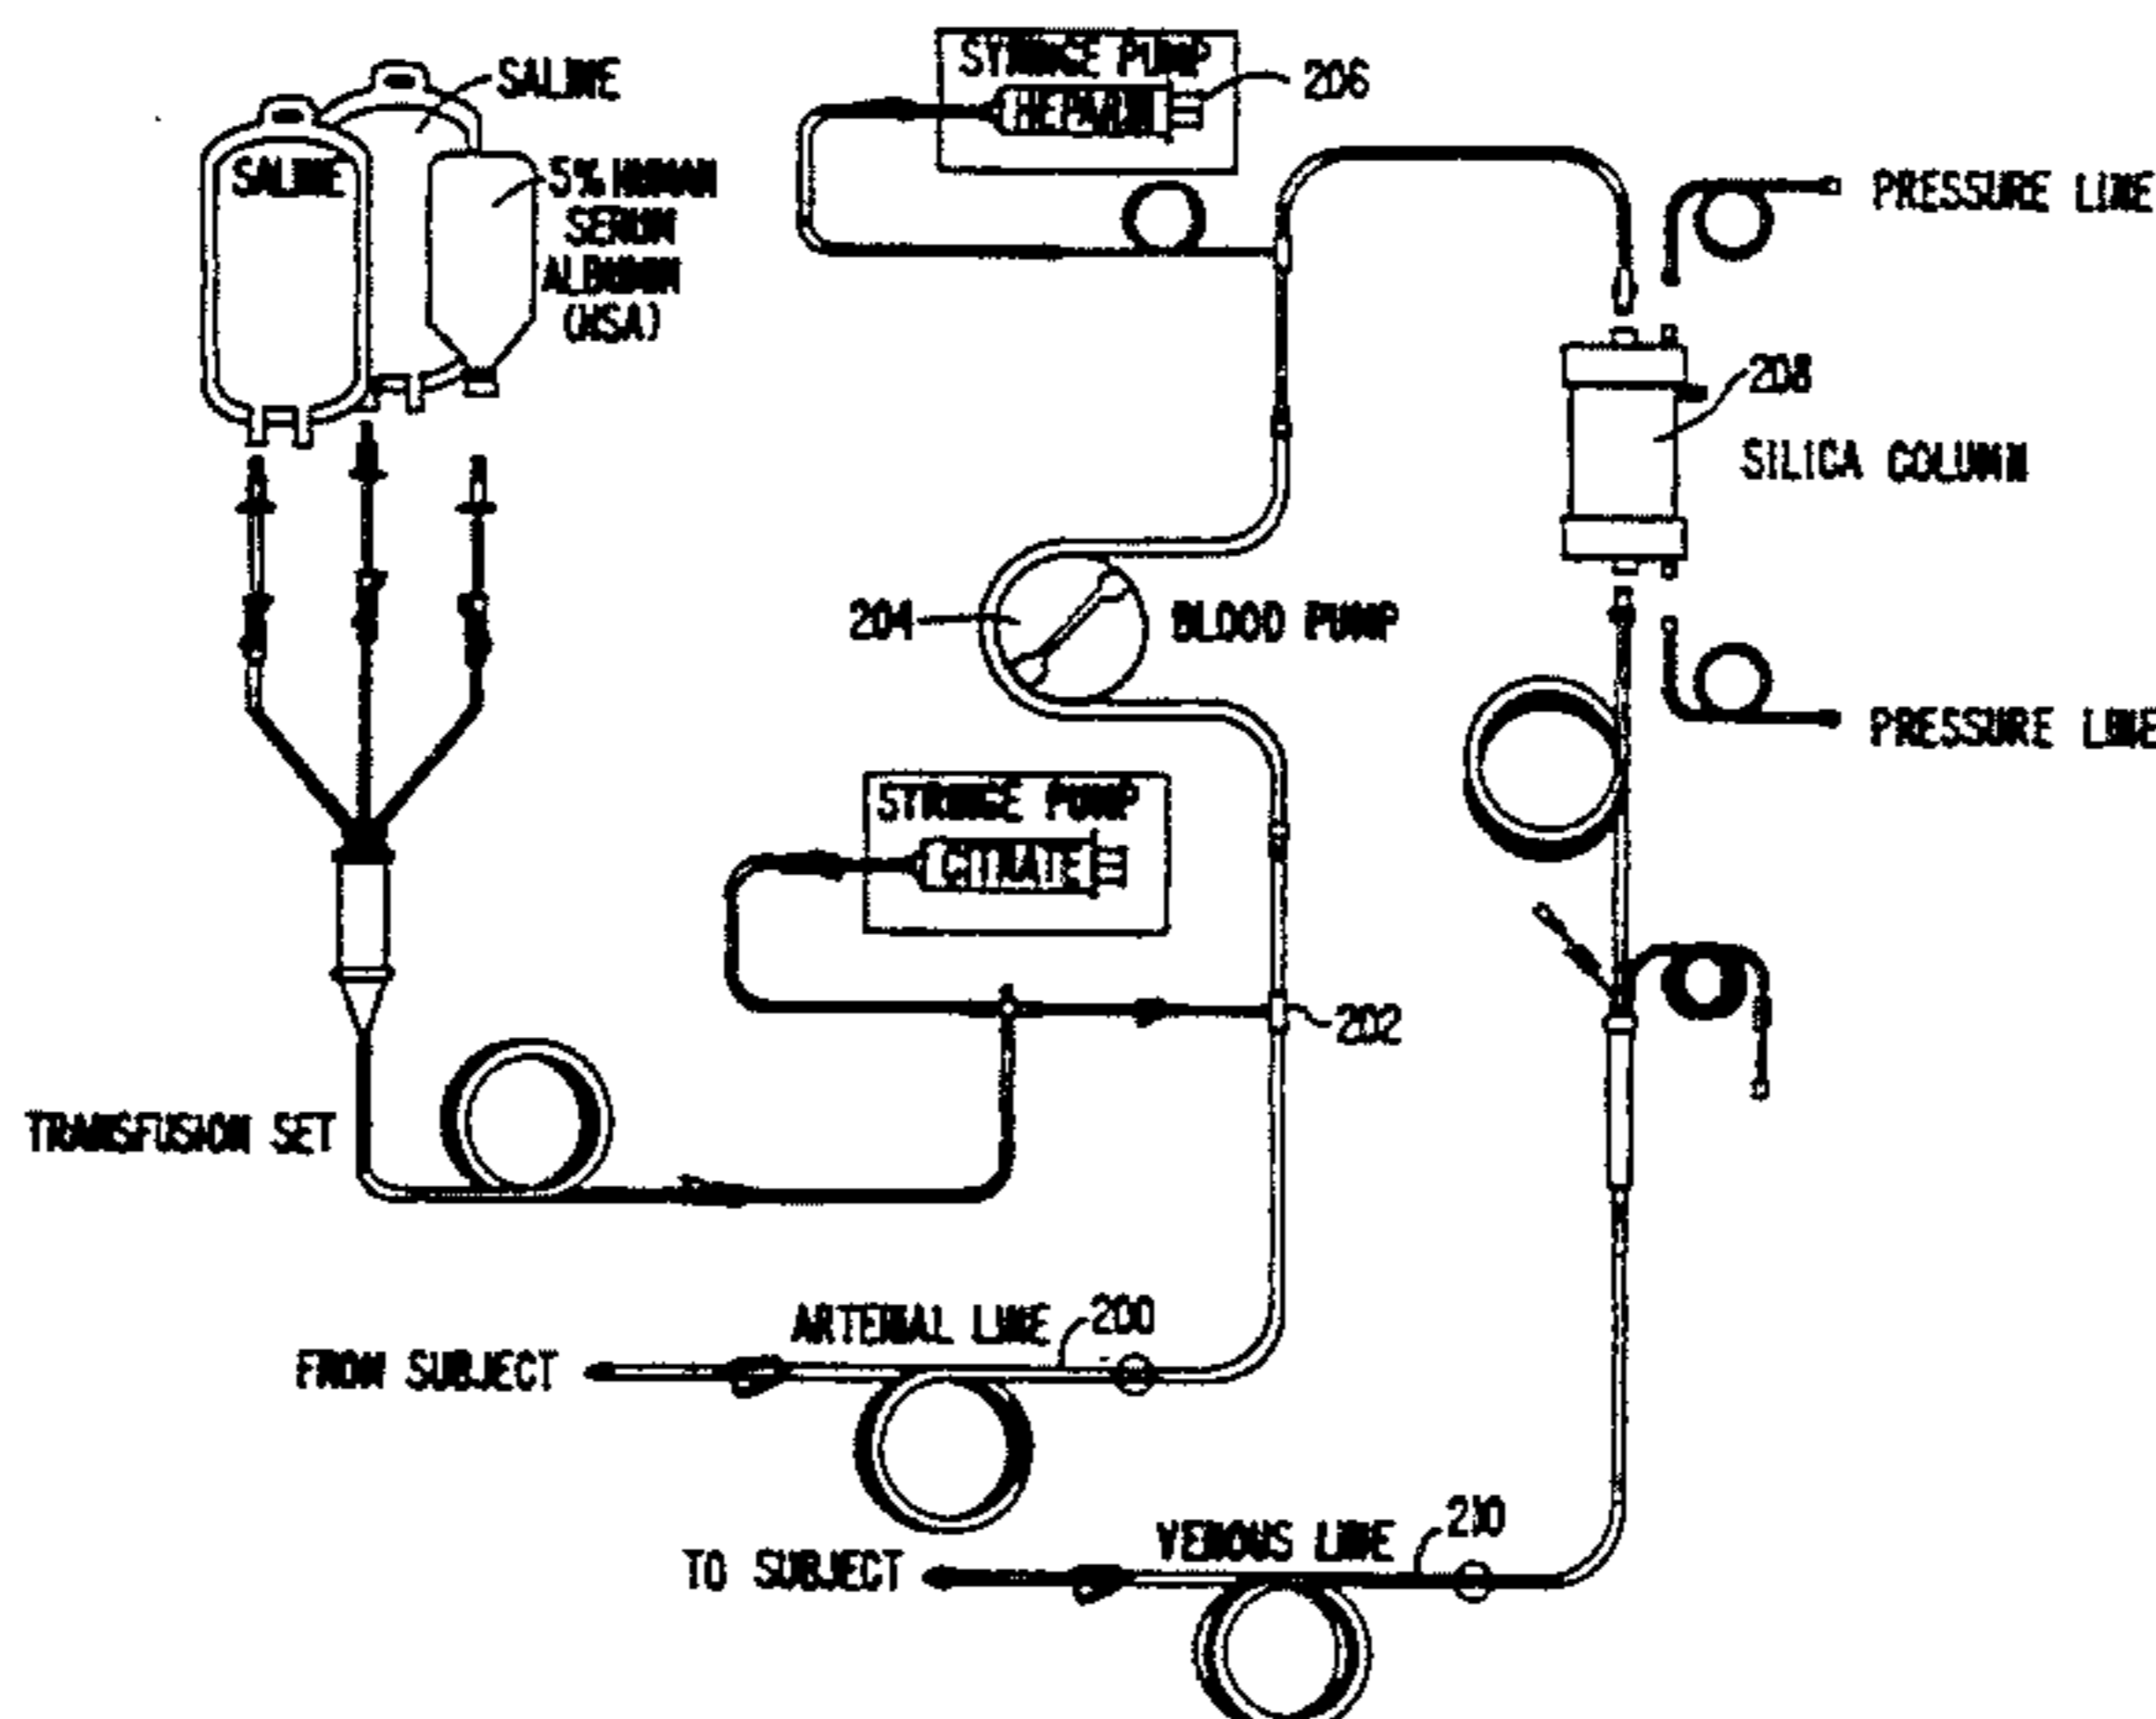 SALINE
SALINE
5% HUMAN
SERUM
ALBUMIN
(HSA)
SYRINGE PUMP
HEPARIN
206
PRESSURE LINE
208
SILICA COLUMN
204
BLOOD PUMP
PRESSURE LINE
SYRINGE PUMP
CITRATE
202
TRANSFUSION SET
ARTERIAL LINE
200
FROM SUBJECT
VENOUS LINE
210
TO SUBJECT